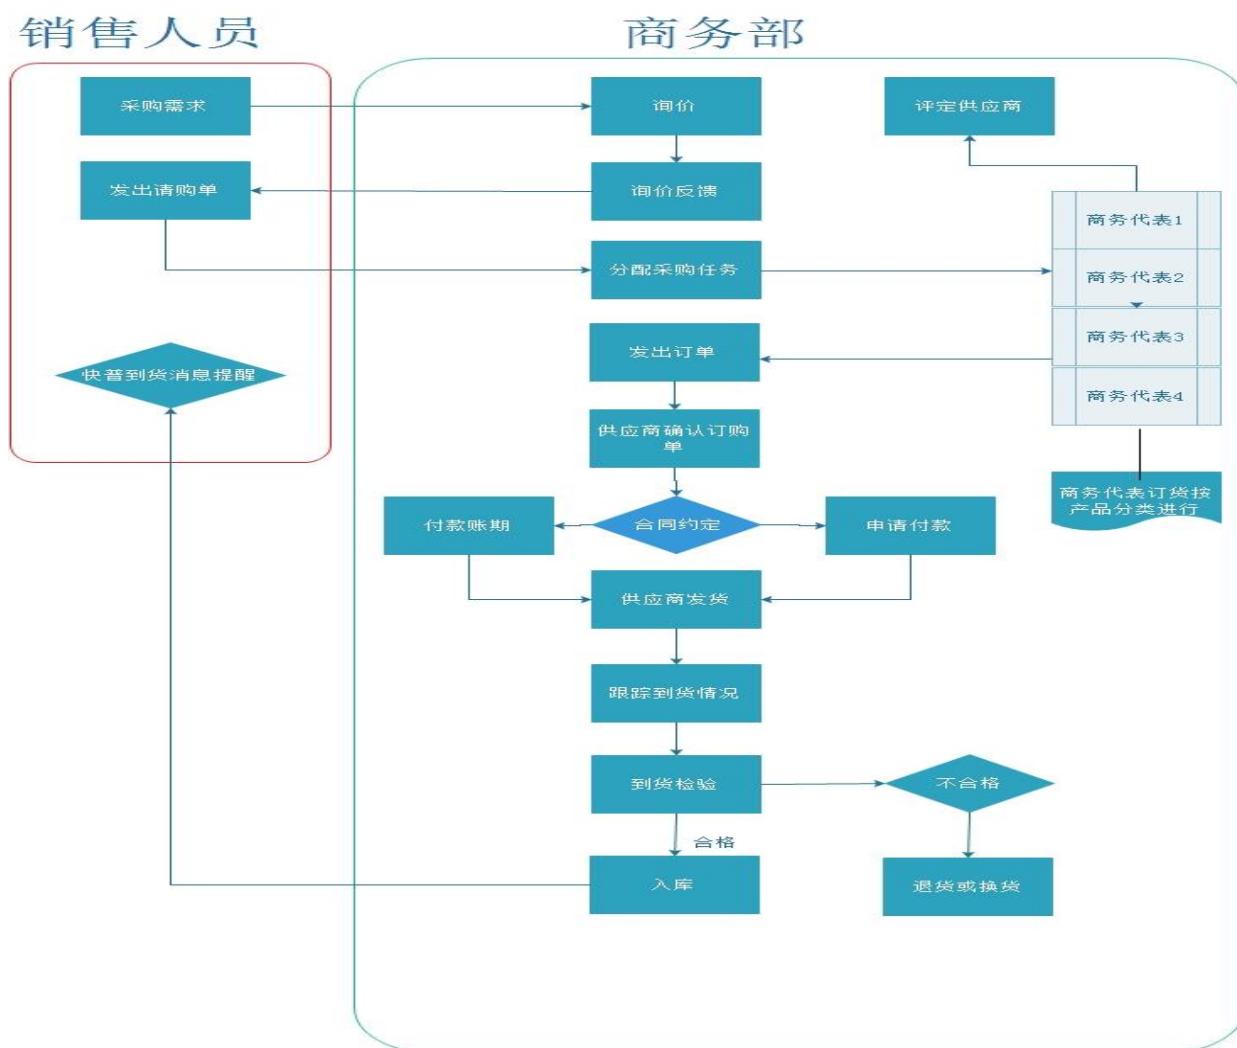 销售人员
商务部
采购需求
询价
评定供应商
发出请购单
询价反馈
商务代表1
分配采购任务
商务代表2
发出订单
商务代表3
快普到货消息提醒
商务代表4
供应商确认订购
单
商务代表订货按
产品分类进行
付款账期
合同约定
申请付款
供应商发货
跟踪到货情况
到货检验
不合格
合格
入库
退货或换货